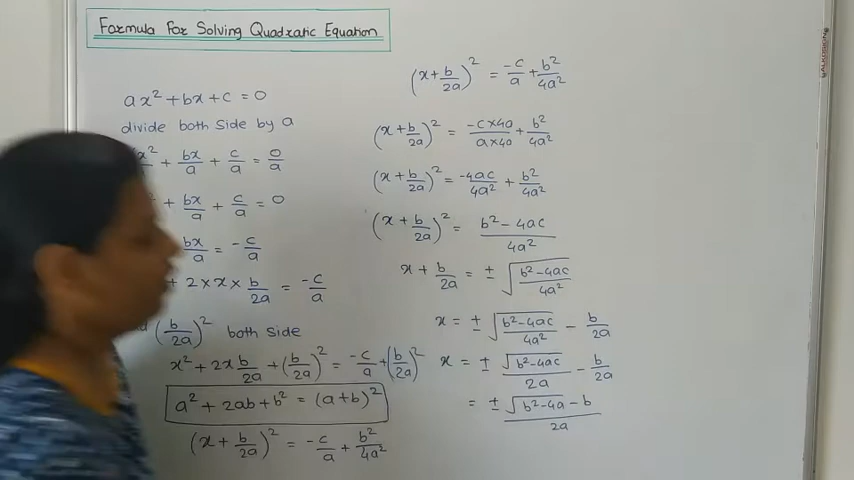 Formula For Solving Quadratic Equation
ax² + bx + c = 0
divide both side by a
x²/ + bx/a + c/a = 0/a
+ bx/a + c/a = 0
bx/a = -c/a
+ 2 × x × b/2a = -c/a
(b/2a)² both side
x² + 2x b/2a + (b/2a)² = -c/a + (b/2a)²
a² + 2ab + b² = (a+b)²
(x + b/2a)² = -c/a + b²/4a²
(x + b/2a)² = -c/a + b²/4a²
(x + b/2a)² = -c×4a/a×4a + b²/4a²
(x + b/2a)² = -4ac/4a² + b²/4a²
(x + b/2a)² = b² - 4ac/4a²
x + b/2a = ± √b²-4ac/4a²
x = ± √b²-4ac/4a² - b/2a
x = ± √b²-4ac/2a - b/2a
= ± √b²-4a - b/2a